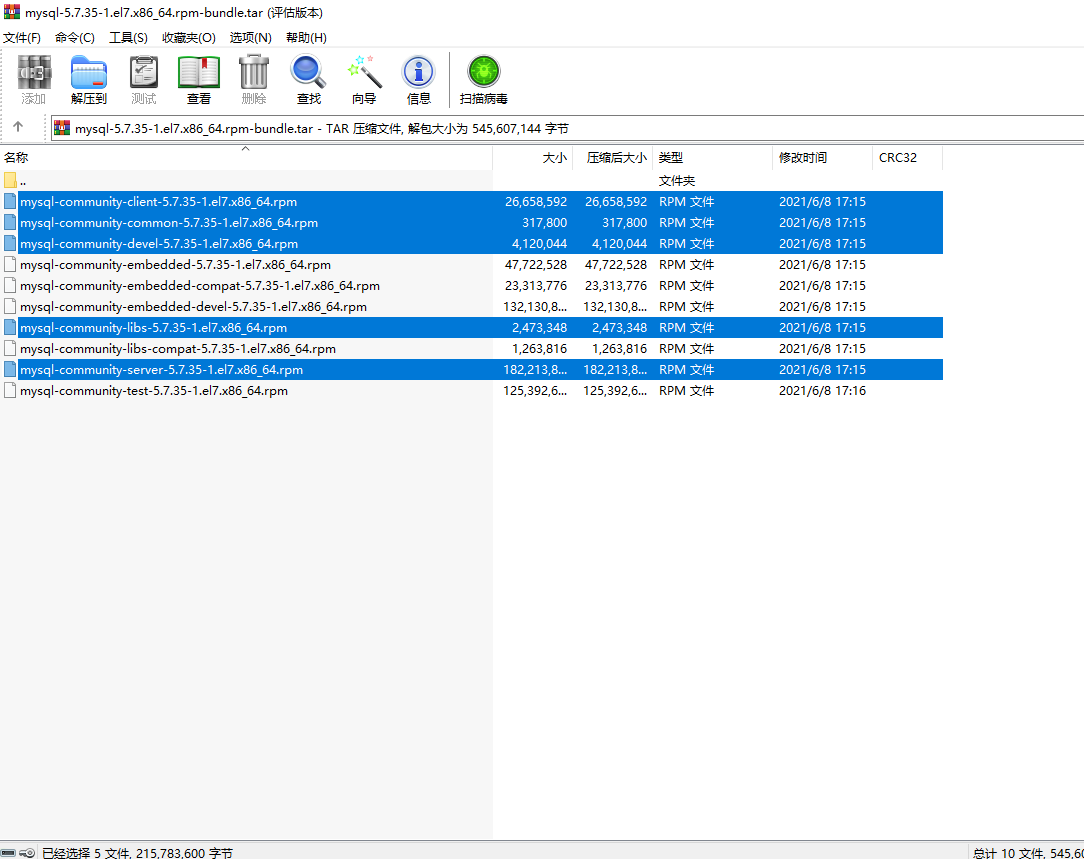 mysql-5.7.35-1.el7.x86_64.rpm-bundle.tar (评估版本)
文件(F) 命令(C) 工具(S) 收藏夹(O) 选项(N) 帮助(H)
添加 解压到 测试 查看 删除 查找 向导 信息 扫描病毒
mysql-5.7.35-1.el7.x86_64.rpm-bundle.tar - TAR 压缩文件, 解包大小为 545,607,144 字节
名称 大小 压缩后大小 类型 修改时间 CRC32
.. 文件夹
mysql-community-client-5.7.35-1.el7.x86_64.rpm 26,658,592 26,658,592 RPM 文件 2021/6/8 17:15
mysql-community-common-5.7.35-1.el7.x86_64.rpm 317,800 317,800 RPM 文件 2021/6/8 17:15
mysql-community-devel-5.7.35-1.el7.x86_64.rpm 4,120,044 4,120,044 RPM 文件 2021/6/8 17:15
mysql-community-embedded-5.7.35-1.el7.x86_64.rpm 47,722,528 47,722,528 RPM 文件 2021/6/8 17:15
mysql-community-embedded-compat-5.7.35-1.el7.x86_64.rpm 23,313,776 23,313,776 RPM 文件 2021/6/8 17:15
mysql-community-embedded-devel-5.7.35-1.el7.x86_64.rpm 132,130,8... 132,130,8... RPM 文件 2021/6/8 17:15
mysql-community-libs-5.7.35-1.el7.x86_64.rpm 2,473,348 2,473,348 RPM 文件 2021/6/8 17:15
mysql-community-libs-compat-5.7.35-1.el7.x86_64.rpm 1,263,816 1,263,816 RPM 文件 2021/6/8 17:15
mysql-community-server-5.7.35-1.el7.x86_64.rpm 182,213,8... 182,213,8... RPM 文件 2021/6/8 17:15
mysql-community-test-5.7.35-1.el7.x86_64.rpm 125,392,6... 125,392,6... RPM 文件 2021/6/8 17:16
已经选择 5 文件, 215,783,600 字节 总计 10 文件, 545,60